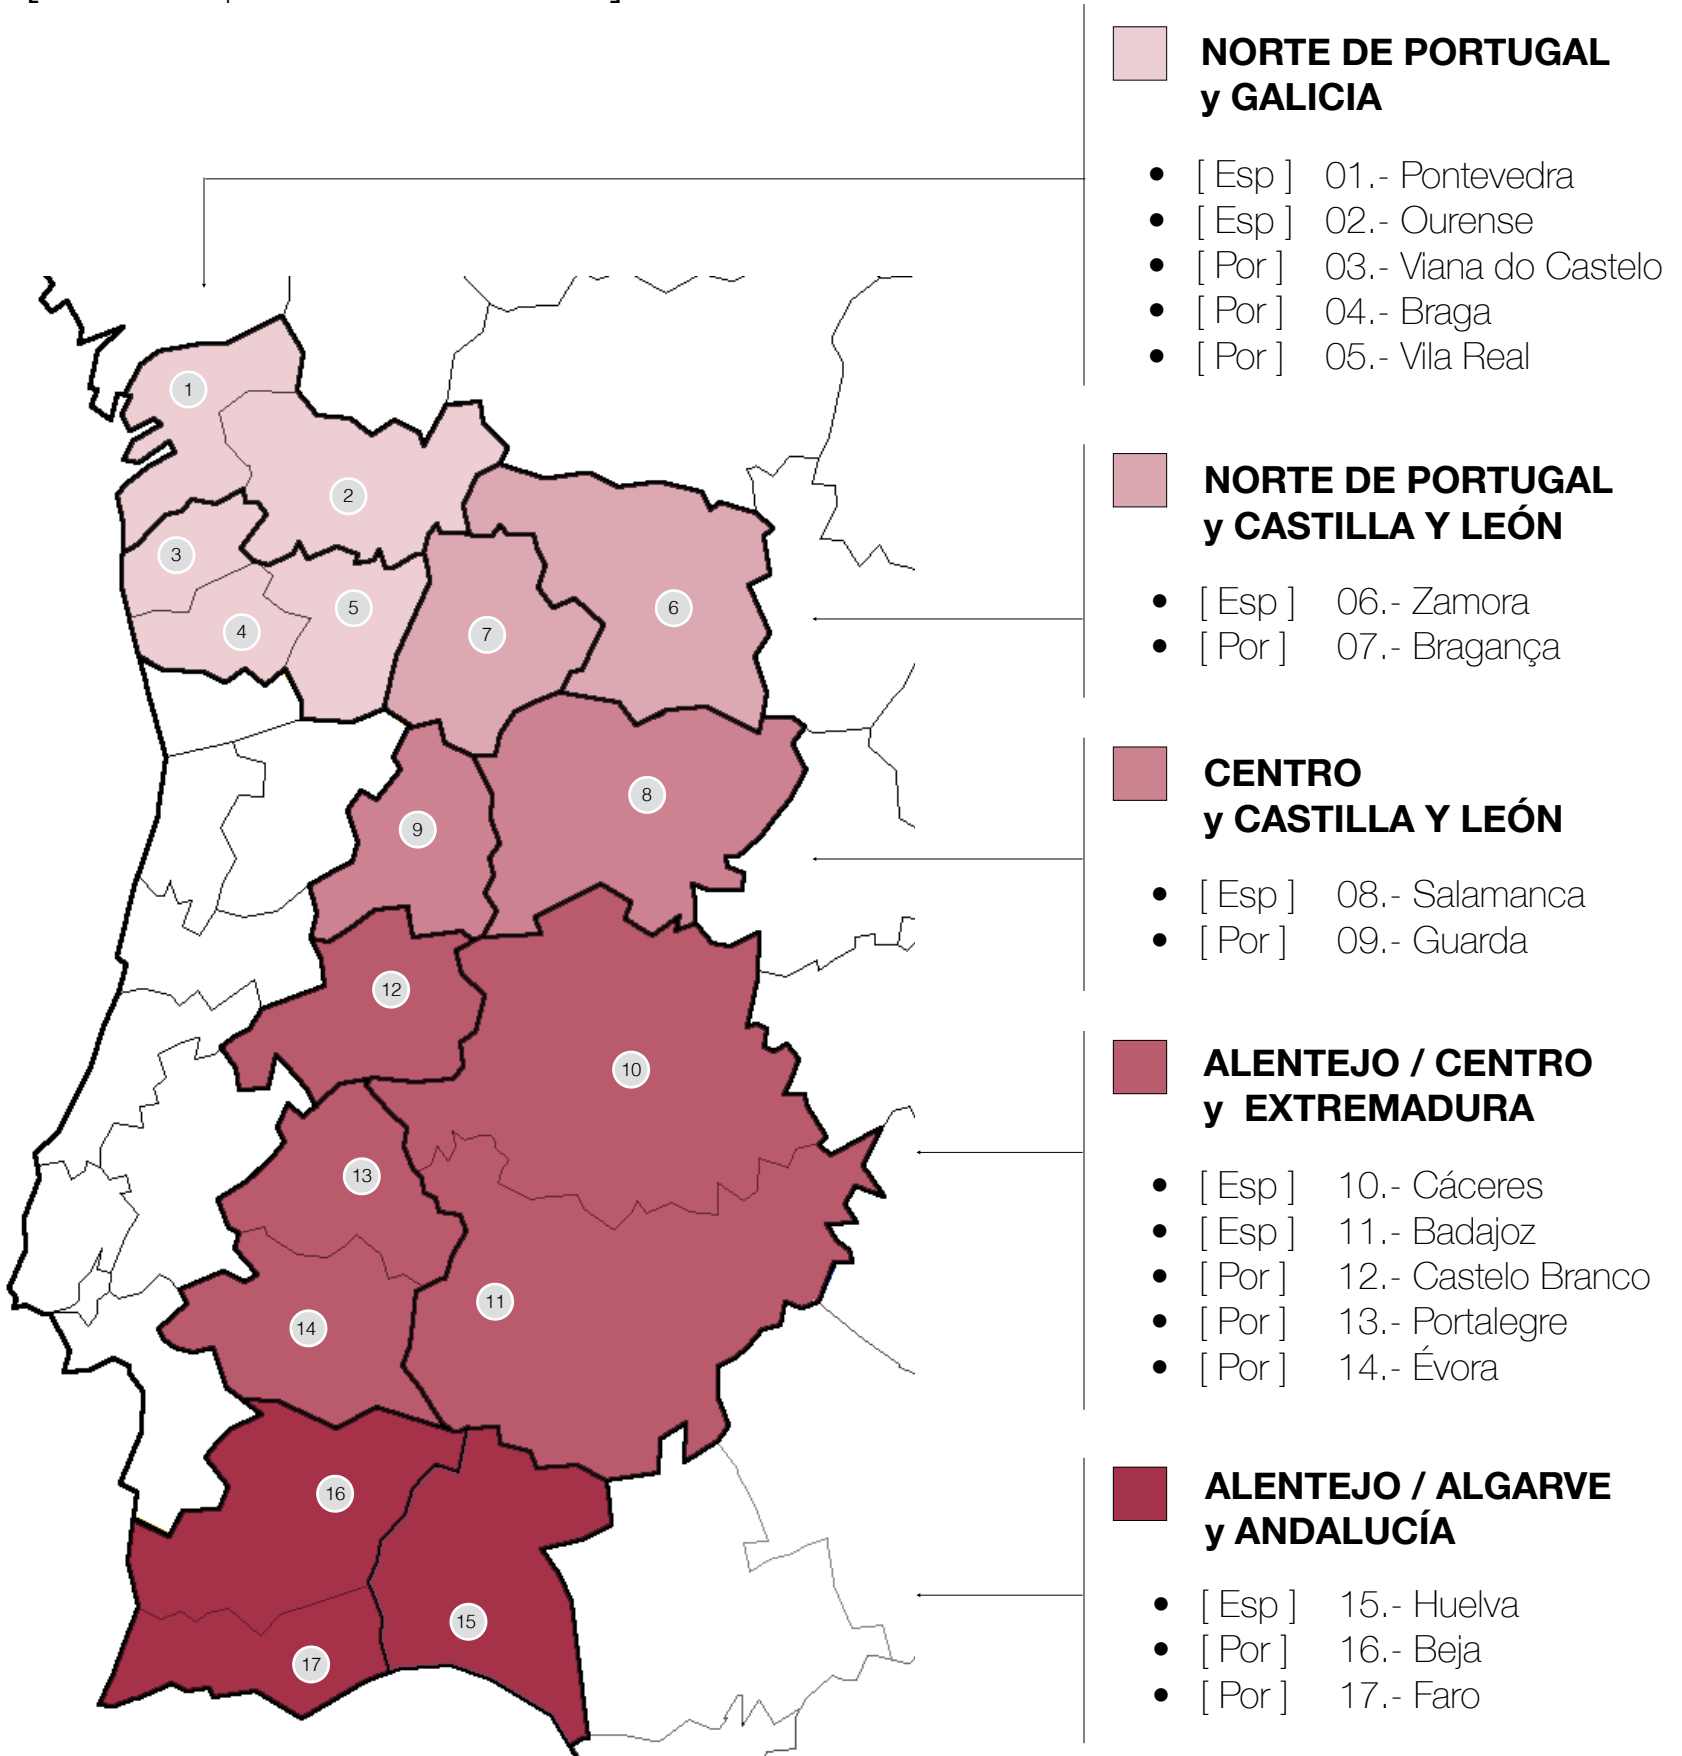 NORTE DE PORTUGAL
y GALICIA
• [ Esp ] 01.- Pontevedra
• [ Esp ] 02.- Ourense
• [ Por ] 03.- Viana do Castelo
• [ Por ] 04.- Braga
• [ Por ] 05.- Vila Real
NORTE DE PORTUGAL
y CASTILLA Y LEÓN
• [ Esp ] 06.- Zamora
• [ Por ] 07.- Bragança
CENTRO
y CASTILLA Y LEÓN
• [ Esp ] 08.- Salamanca
• [ Por ] 09.- Guarda
ALENTEJO / CENTRO
y EXTREMADURA
• [ Esp ] 10.- Cáceres
• [ Esp ] 11.- Badajoz
• [ Por ] 12.- Castelo Branco
• [ Por ] 13.- Portalegre
• [ Por ] 14.- Évora
ALENTEJO / ALGARVE
y ANDALUCÍA
• [ Esp ] 15.- Huelva
• [ Por ] 16.- Beja
• [ Por ] 17.- Faro
1
2
3
4
5
6
7
8
9
10
11
12
13
14
15
16
17